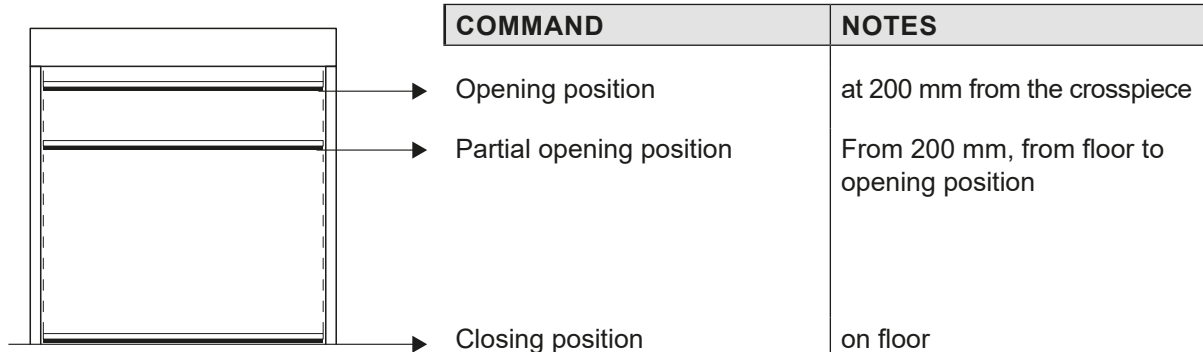 COMMAND NOTES
Opening position at 200 mm from the crosspiece
Partial opening position From 200 mm, from floor to
opening position
Closing position on floor